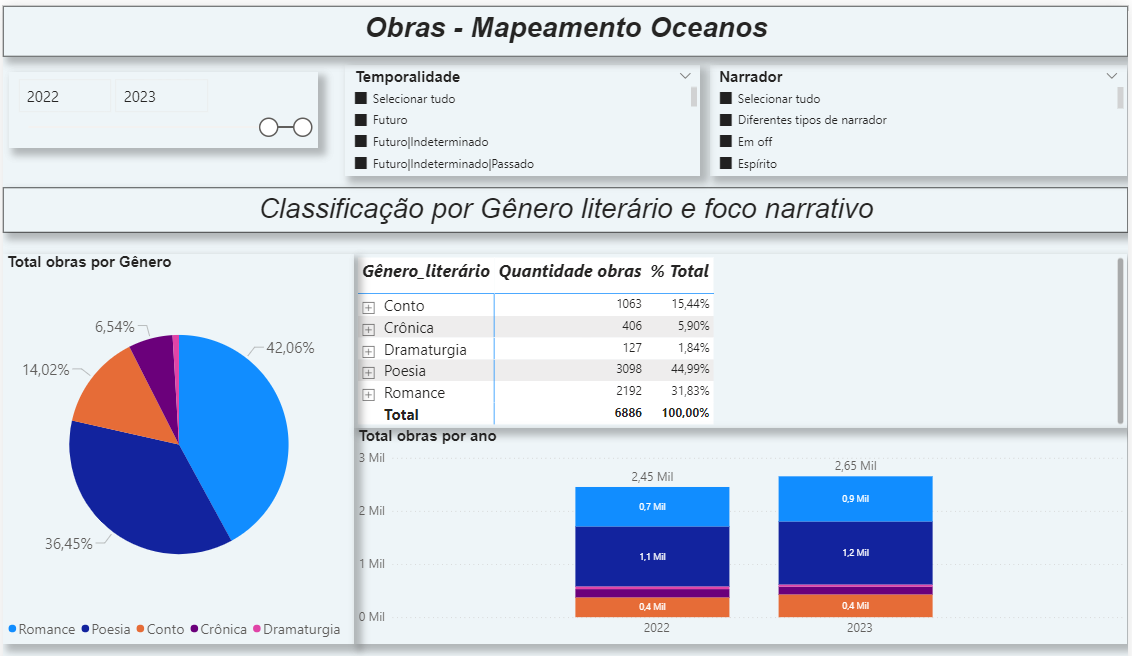 Obras - Mapeamento Oceanos
2022 2023
Temporalidade
Selecionar tudo
Futuro
Futuro|Indeterminado
Futuro|Indeterminado|Passado
Narrador
Selecionar tudo
Diferentes tipos de narrador
Em off
Espírito
Classificação por Gênero literário e foco narrativo
Total obras por Gênero
6,54%
42,06%
14,02%
36,45%
Romance Poesia Conto Crônica Dramaturgia
Gênero_literário Quantidade obras % Total
Conto 1063 15,44%
Crônica 406 5,90%
Dramaturgia 127 1,84%
Poesia 3098 44,99%
Romance 2192 31,83%
Total 6886 100,00%
Total obras por ano
3 Mil
2 Mil
1 Mil
0 Mil
2,45 Mil
0,7 Mil
1,1 Mil
0,4 Mil
2022
2,65 Mil
0,9 Mil
1,2 Mil
0,4 Mil
2023